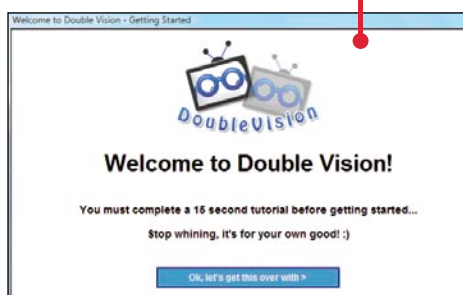 Welcome to Double Vision - Getting Started
DoubleVision
Welcome to Double Vision!
You must complete a 15 second tutorial before getting started...
Stop whining, it's for your own good! :)
Ok, let's get this over with >